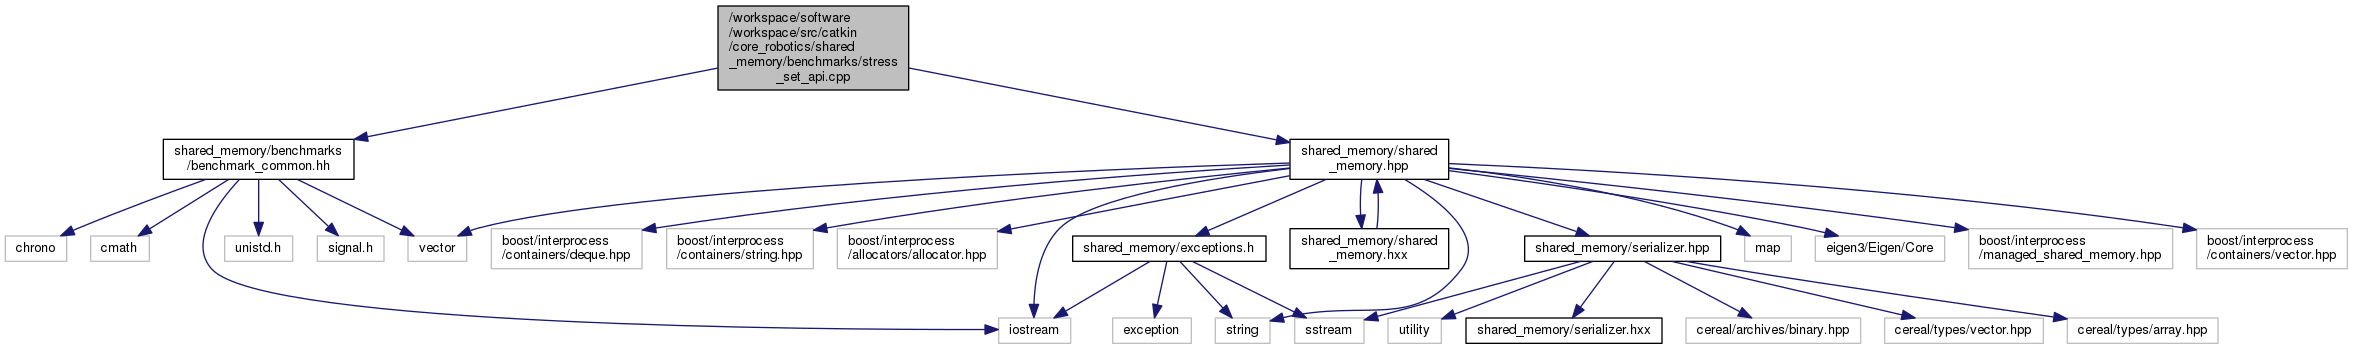 /workspace/software
/workspace/src/catkin
/core_robotics/shared
_memory/benchmarks/stress
_set_api.cpp
shared_memory/benchmarks
/benchmark_common.hh
shared_memory/shared
_memory.hpp
chrono
cmath
unistd.h
signal.h
vector
boost/interprocess
/containers/deque.hpp
boost/interprocess
/containers/string.hpp
boost/interprocess
/allocators/allocator.hpp
shared_memory/exceptions.h
shared_memory/shared
_memory.hxx
shared_memory/serializer.hpp
map
eigen3/Eigen/Core
boost/interprocess
/managed_shared_memory.hpp
boost/interprocess
/containers/vector.hpp
iostream
exception
string
sstream
utility
shared_memory/serializer.hxx
cereal/archives/binary.hpp
cereal/types/vector.hpp
cereal/types/array.hpp